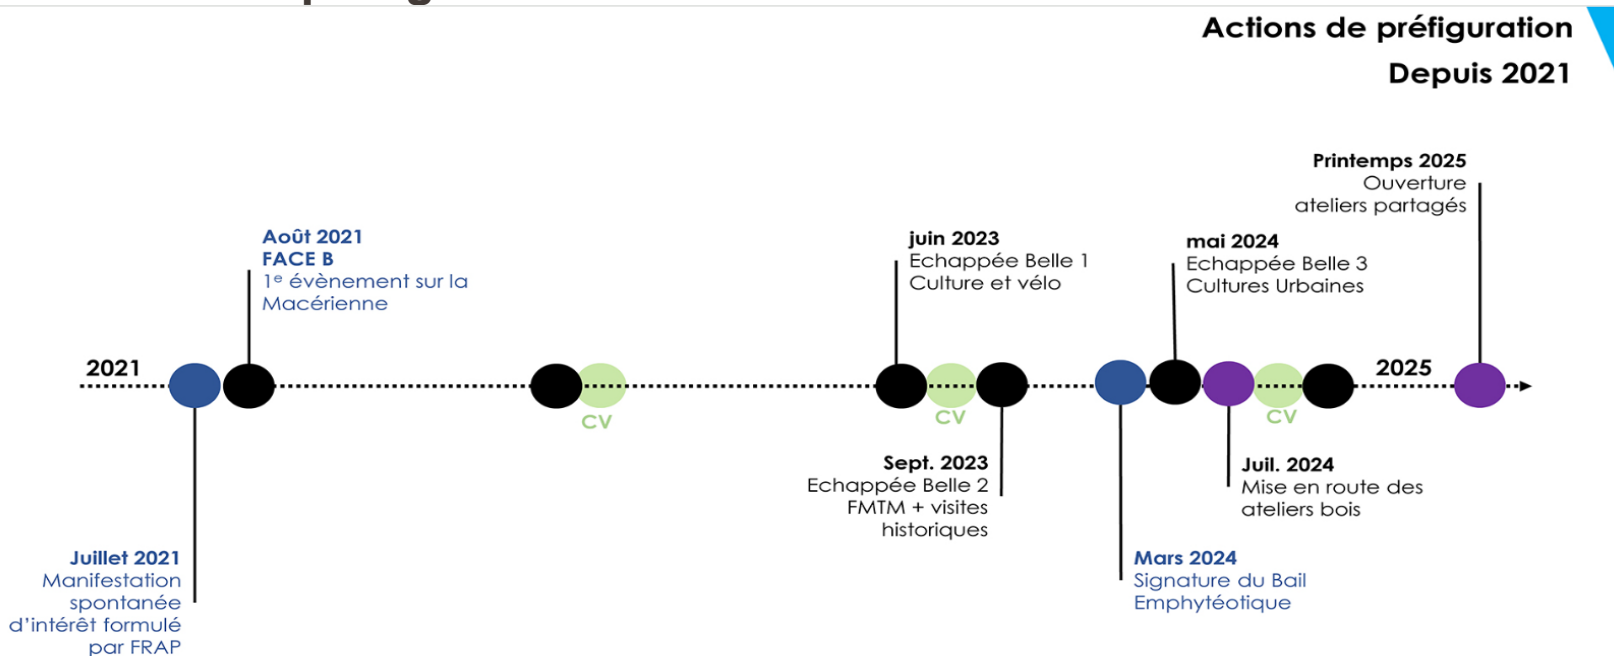 Actions de préfiguration
Depuis 2021
Printemps 2025
Ouverture
ateliers partagés
Août 2021
FACE B
1e évènement sur la
Macérienne
juin 2023
Echappée Belle 1
Culture et vélo
mai 2024
Echappée Belle 3
Cultures Urbaines
2021
2025
CV
CV
CV
Sept. 2023
Echappée Belle 2
FMTM + visites
historiques
Juil. 2024
Mise en route des
ateliers bois
Juillet 2021
Manifestation
spontanée
d'intérêt formulé
par FRAP
Mars 2024
Signature du Bail
Emphytéotique